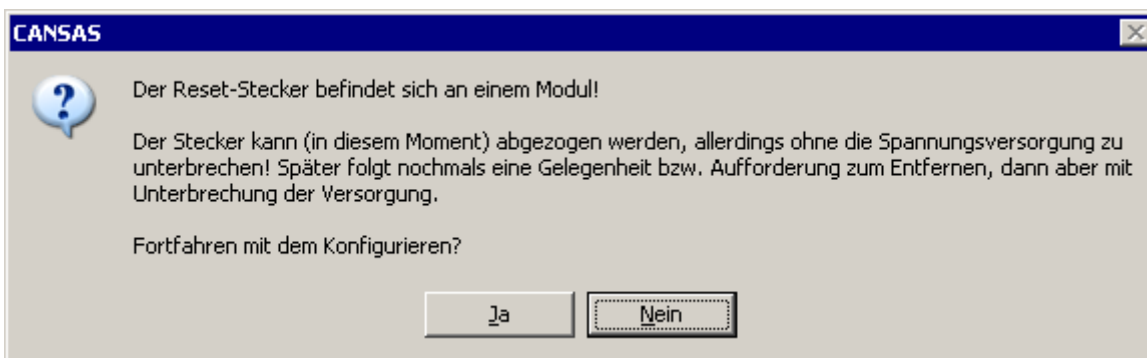 CANSAS
Der Reset-Stecker befindet sich an einem Modul!
Der Stecker kann (in diesem Moment) abgezogen werden, allerdings ohne die Spannungsversorgung zu
unterbrechen! Später folgt nochmals eine Gelegenheit bzw. Aufforderung zum Entfernen, dann aber mit
Unterbrechung der Versorgung.
Fortfahren mit dem Konfigurieren?
Ja
Nein